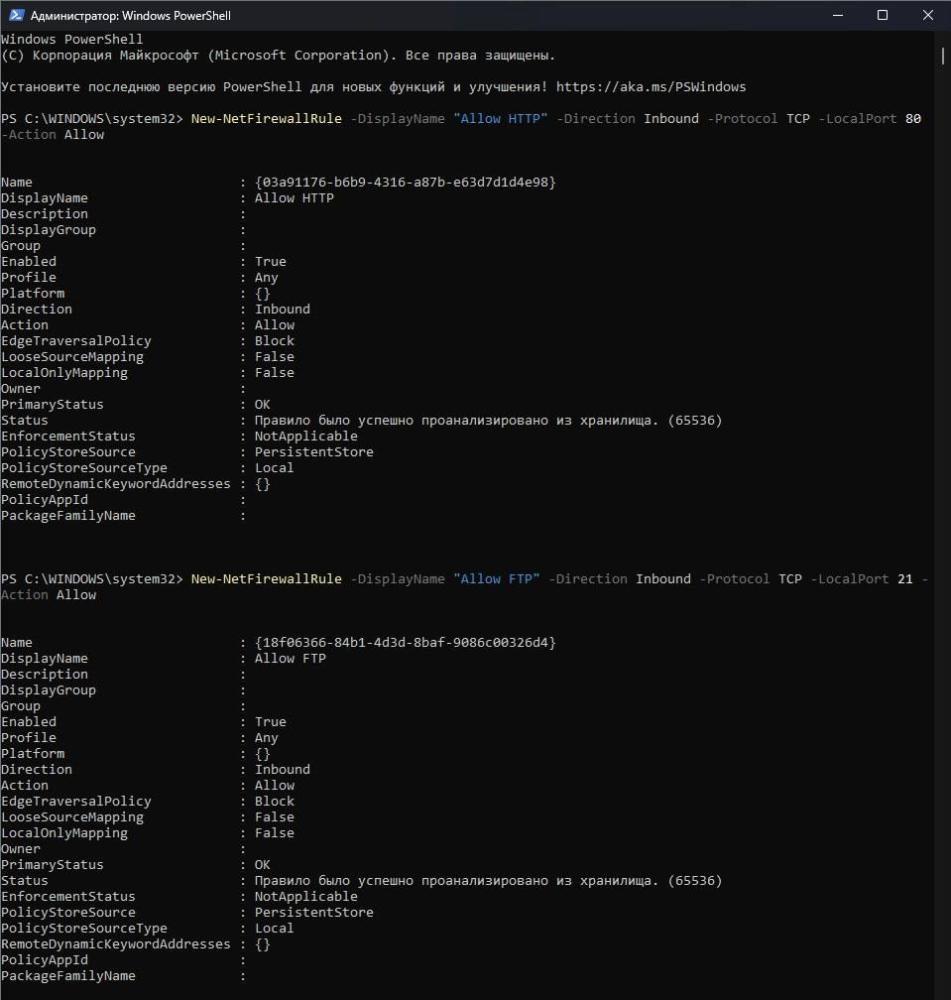 Администратор: Windows PowerShell
Windows PowerShell
(C) Корпорация Майкрософт (Microsoft Corporation). Все права защищены.
Установите последнюю версию PowerShell для новых функций и улучшения! https://aka.ms/PSWindows
PS C:\WINDOWS\system32> New-NetFirewallRule -DisplayName "Allow HTTP" -Direction Inbound -Protocol TCP -LocalPort 80
-Action Allow
Name : {03a91176-b6b9-4316-a87b-e63d7d1d4e98}
DisplayName : Allow HTTP
Description :
DisplayGroup :
Group :
Enabled : True
Profile : Any
Platform : {}
Direction : Inbound
Action : Allow
EdgeTraversalPolicy : Block
LooseSourceMapping : False
LocalOnlyMapping : False
Owner :
PrimaryStatus : OK
Status : Правило было успешно проанализировано из хранилища. (65536)
EnforcementStatus : NotApplicable
PolicyStoreSource : PersistentStore
PolicyStoreSourceType : Local
RemoteDynamicKeywordAddresses : {}
PolicyAppId :
PackageFamilyName :
PS C:\WINDOWS\system32> New-NetFirewallRule -DisplayName "Allow FTP" -Direction Inbound -Protocol TCP -LocalPort 21 -
Action Allow
Name : {18f06366-84b1-4d3d-8baf-9086c00326d4}
DisplayName : Allow FTP
Description :
DisplayGroup :
Group :
Enabled : True
Profile : Any
Platform : {}
Direction : Inbound
Action : Allow
EdgeTraversalPolicy : Block
LooseSourceMapping : False
LocalOnlyMapping : False
Owner :
PrimaryStatus : OK
Status : Правило было успешно проанализировано из хранилища. (65536)
EnforcementStatus : NotApplicable
PolicyStoreSource : PersistentStore
PolicyStoreSourceType : Local
RemoteDynamicKeywordAddresses : {}
PolicyAppId :
PackageFamilyName :